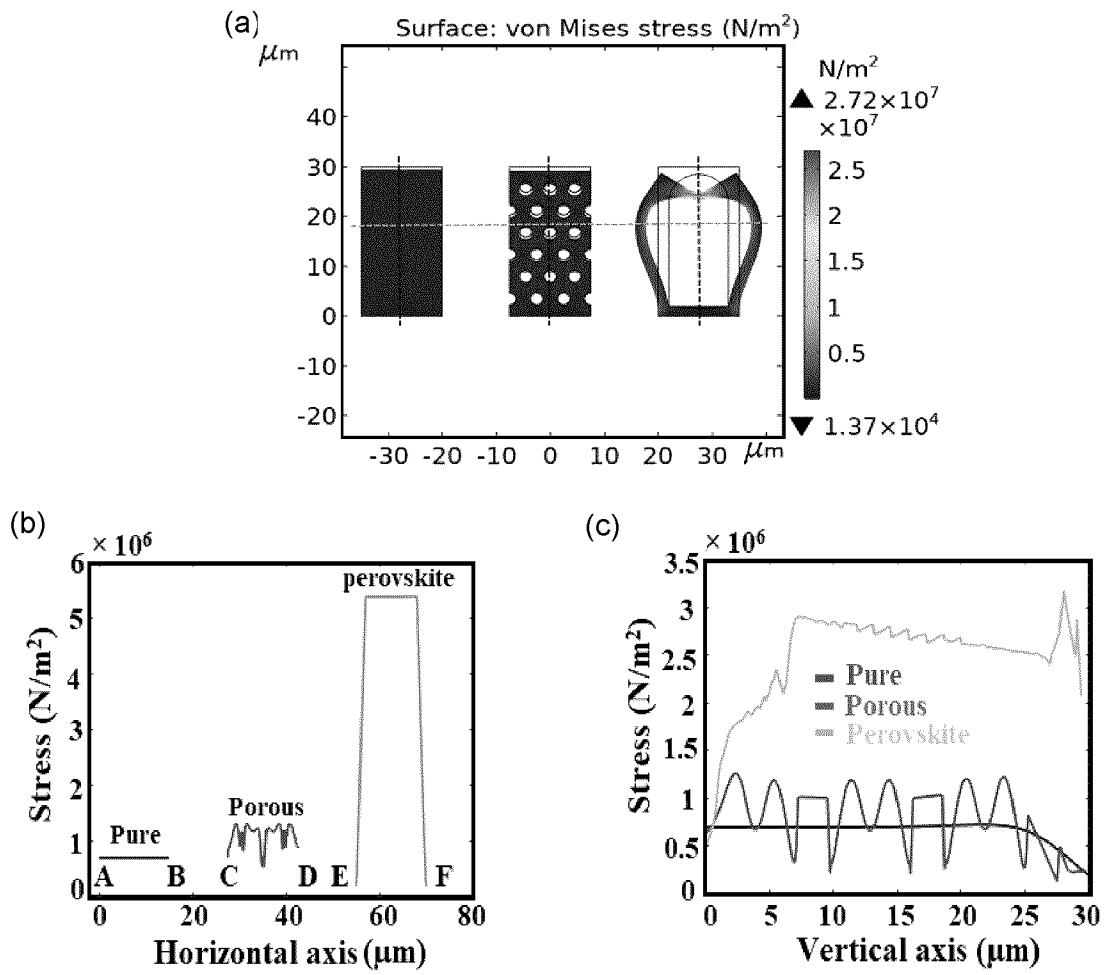 (a)
Surface: von Mises stress (N/m²)
μm
N/m²
▲ 2.72×10⁷
×10⁷
40
30
20
10
0
-10
-20
2.5
2
1.5
1
0.5
▼ 1.37×10⁴
-30 -20 -10 0 10 20 30 μm
(b)
× 10⁶
6
5
4
3
2
1
0
Stress (N/m²)
perovskite
Porous
Pure
A B C D E F
0 20 40 60 80
Horizontal axis (μm)
(c)
× 10⁶
3.5
3
2.5
2
1.5
1
0.5
0
Stress (N/m²)
Pure
Porous
Perovskite
0 5 10 15 20 25 30
Vertical axis (μm)